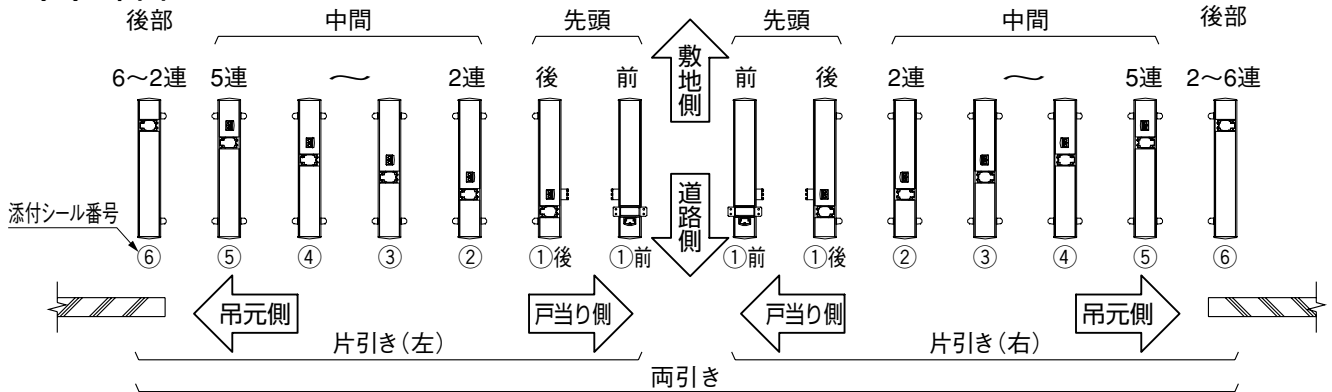 後部 中間 先頭 先頭 中間 後部
6〜2連 5連 〜 2連 後 前 敷地側 前 後 2連 〜 5連 2〜6連
道路側
添付シール番号
⑥ ⑤ ④ ③ ② ①後 ①前 ①前 ①後 ② ③ ④ ⑤ ⑥
吊元側 戸当り側 戸当り側 吊元側
片引き(左) 片引き(右)
両引き